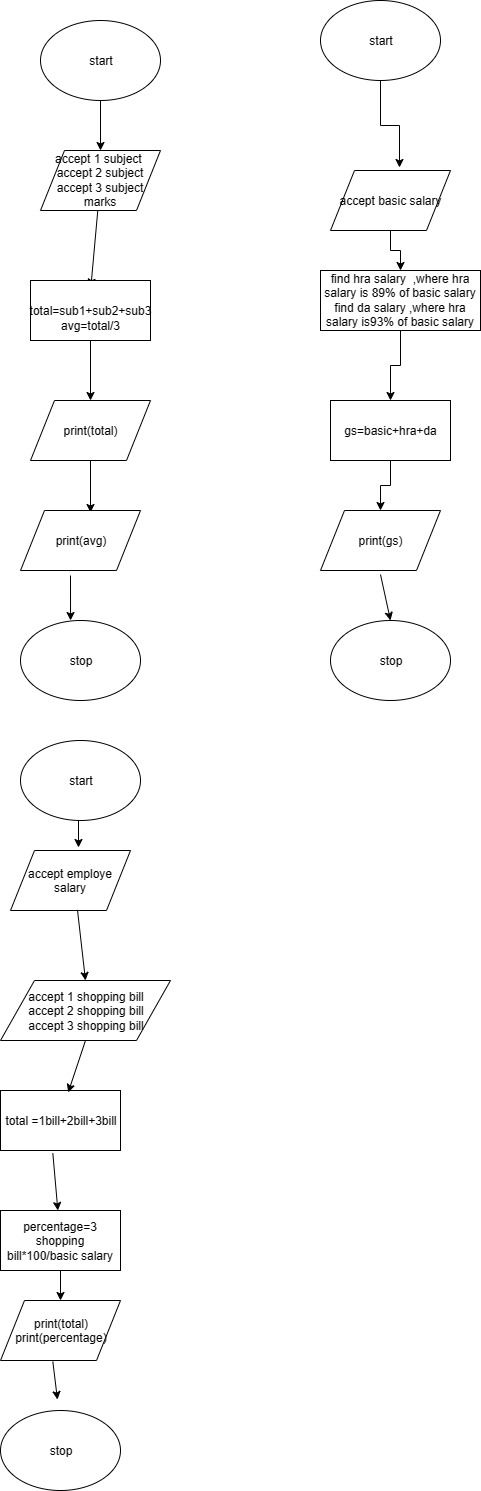 start
accept 1 subject
accept 2 subject
accept 3 subject
marks
total=sub1+sub2+sub3
avg=total/3
print(total)
print(avg)
stop
start
accept basic salary
find hra salary ,where hra
salary is 89% of basic salary
find da salary ,where hra
salary is93% of basic salary
gs=basic+hra+da
print(gs)
stop
start
accept employe
salary
accept 1 shopping bill
accept 2 shopping bill
accept 3 shopping bill
total =1bill+2bill+3bill
percentage=3
shopping
bill*100/basic salary
print(total)
print(percentage)
stop